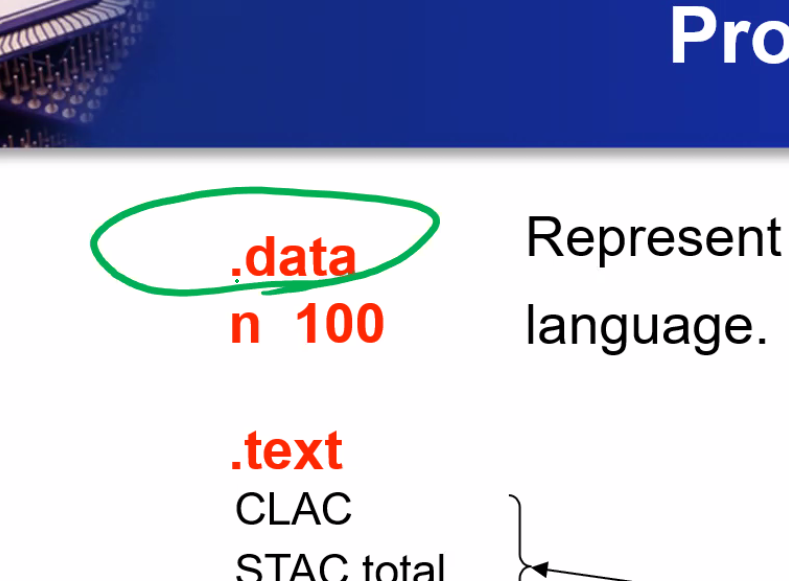 Pro
.data
Represent
n 100
language.
.text
CLAC
STAC total